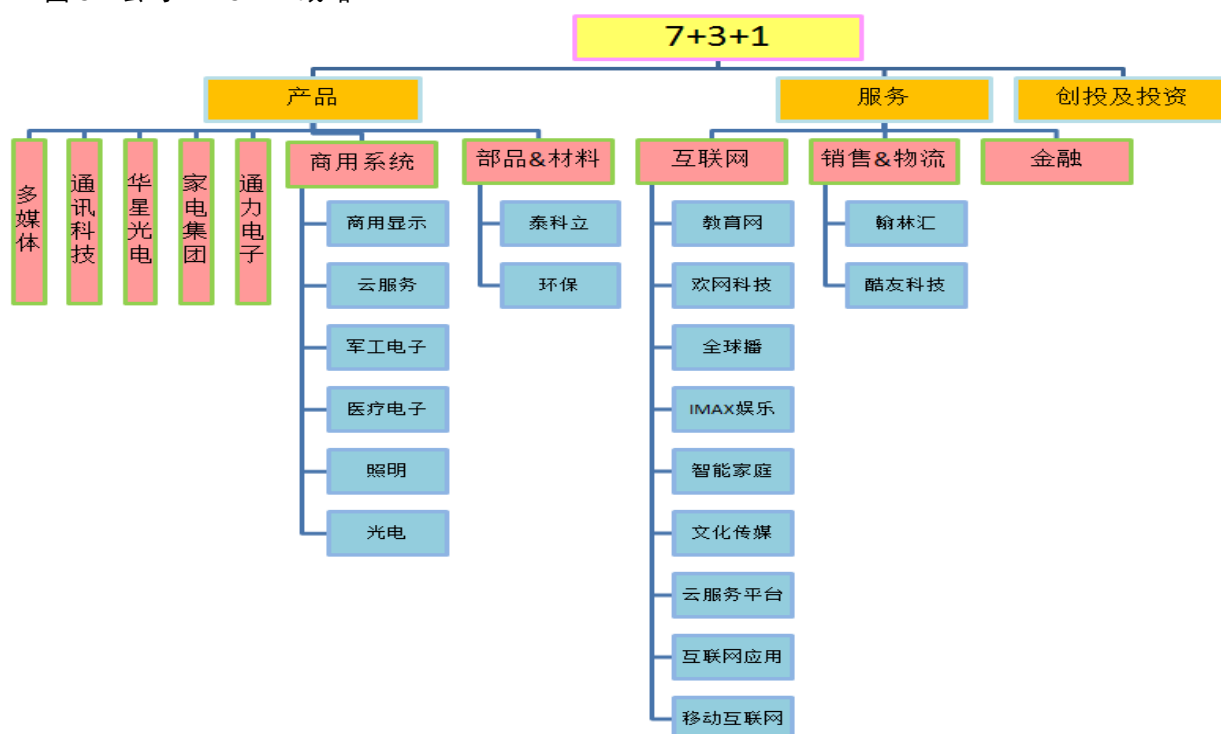 7+3+1
产品
服务
创投及投资
多媒体
通讯科技
华星光电
家电集团
通力电子
商用系统
部品&材料
互联网
销售&物流
金融
商用显示
云服务
军工电子
医疗电子
照明
光电
泰科立
环保
教育网
欢网科技
全球播
IMAX娱乐
智能家庭
文化传媒
云服务平台
互联网应用
移动互联网
翰林汇
酷友科技